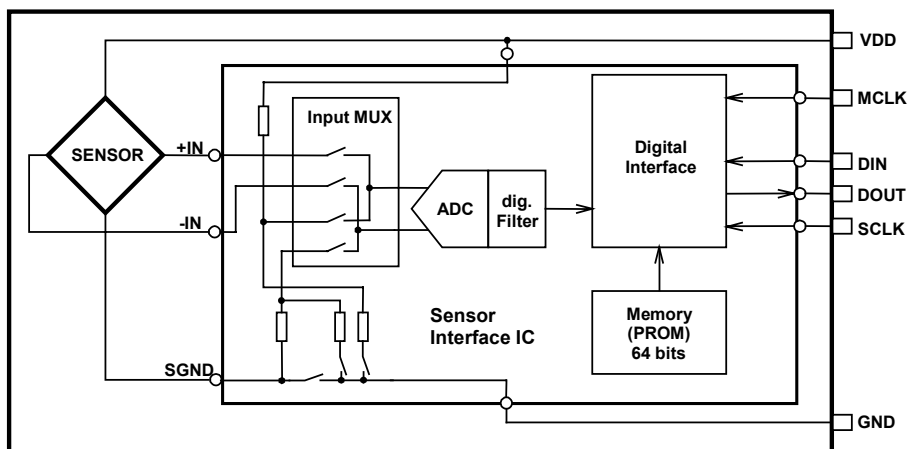 VDD
MCLK
Input MUX
+IN
SENSOR
Digital
Interface
DIN
DOUT
-IN
ADC
dig.
Filter
SCLK
Sensor
Interface IC
Memory
(PROM)
64 bits
SGND
GND